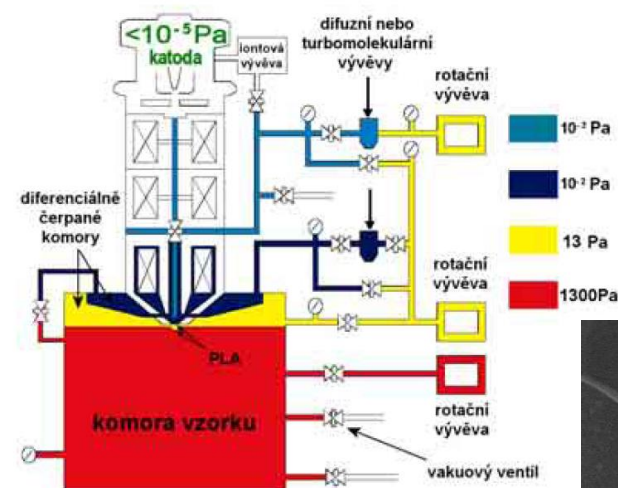 <10⁻⁵Pa
katoda
iontová
vývěva
difuzní nebo
turbomolekulární
vývěvy
rotační
vývěva
10⁻³ Pa
10⁻² Pa
13 Pa
1300Pa
diferenciálně
čerpané
komory
rotační
vývěva
PLA
komora vzorku
rotační
vývěva
vakuový ventil